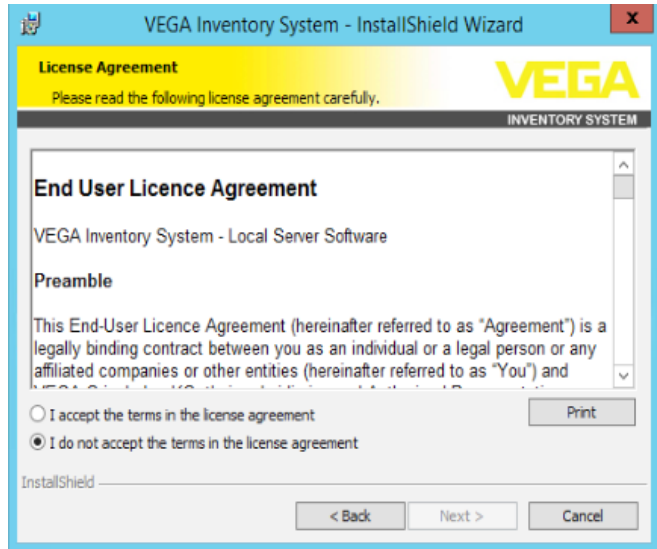 VEGA Inventory System - InstallShield Wizard
x
License Agreement
Please read the following license agreement carefully.
VEGA
INVENTORY SYSTEM
End User Licence Agreement
VEGA Inventory System - Local Server Software
Preamble
This End-User Licence Agreement (hereinafter referred to as “Agreement”) is a
legally binding contract between you as an individual or a legal person or any
affiliated companies or other entities (hereinafter referred to as “You”) and
I accept the terms in the license agreement
Print
I do not accept the terms in the license agreement
InstallShield
< Back
Next >
Cancel